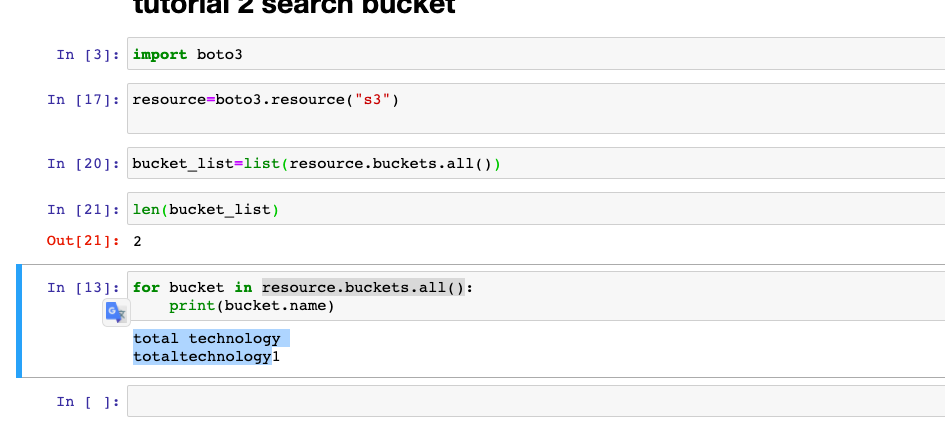 tutorial 2 search bucket
In [3]: import boto3
In [17]: resource=boto3.resource("s3")
In [20]: bucket_list=list(resource.buckets.all())
In [21]: len(bucket_list)
Out[21]: 2
In [13]: for bucket in resource.buckets.all():
print(bucket.name)
total technology
totaltechnology1
In [ ]: